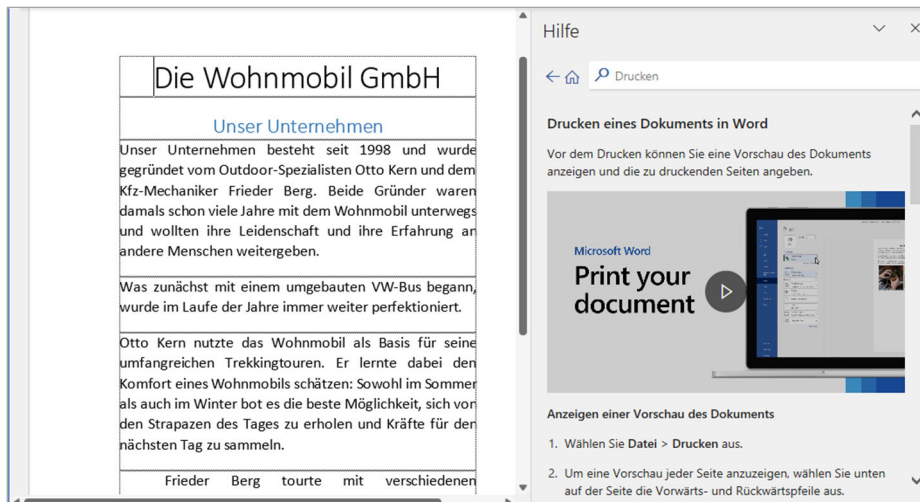 Die Wohnmobil GmbH
Unser Unternehmen
Unser Unternehmen besteht seit 1998 und wurde
gegründet vom Outdoor-Spezialisten Otto Kern und dem
Kfz-Mechaniker Frieder Berg. Beide Gründer waren
damals schon viele Jahre mit dem Wohnmobil unterwegs
und wollten ihre Leidenschaft und ihre Erfahrung an
andere Menschen weitergeben.
Was zunächst mit einem umgebauten VW-Bus begann,
wurde im Laufe der Jahre immer weiter perfektioniert.
Otto Kern nutzte das Wohnmobil als Basis für seine
umfangreichen Trekkingtouren. Er lernte dabei den
Komfort eines Wohnmobils schätzen: Sowohl im Sommer
als auch im Winter bot es die beste Möglichkeit, sich von
den Strapazen des Tages zu erholen und Kräfte für den
nächsten Tag zu sammeln.
Frieder Berg tourte mit verschiedenen
Hilfe
Drucken
Drucken eines Dokuments in Word
Vor dem Drucken können Sie eine Vorschau des Dokuments
anzeigen und die zu druckenden Seiten angeben.
Microsoft Word
Print your
document
Anzeigen einer Vorschau des Dokuments
1. Wählen Sie Datei > Drucken aus.
2. Um eine Vorschau jeder Seite anzuzeigen, wählen Sie unten
auf der Seite die Vorwärts- und Rückwärtspfeile aus.